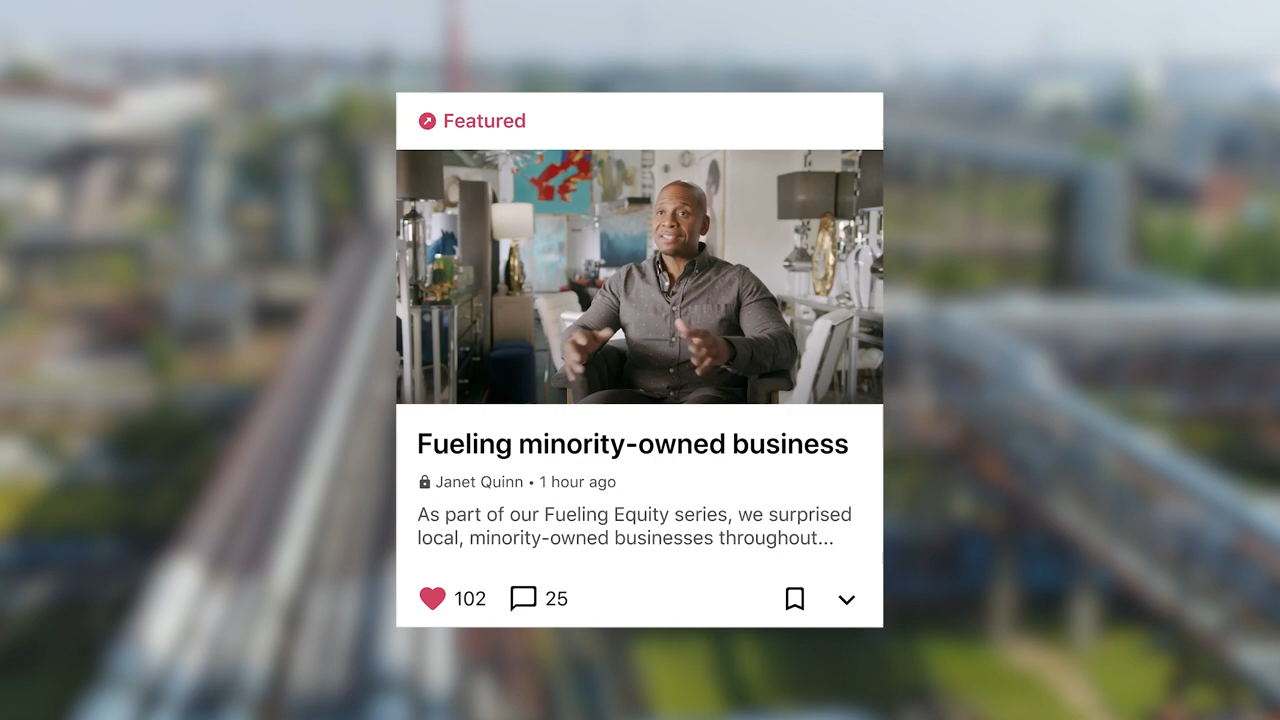 Featured
Fueling minority-owned business
Janet Quinn • 1 hour ago
As part of our Fueling Equity series, we surprised
local, minority-owned businesses throughout...
102 25